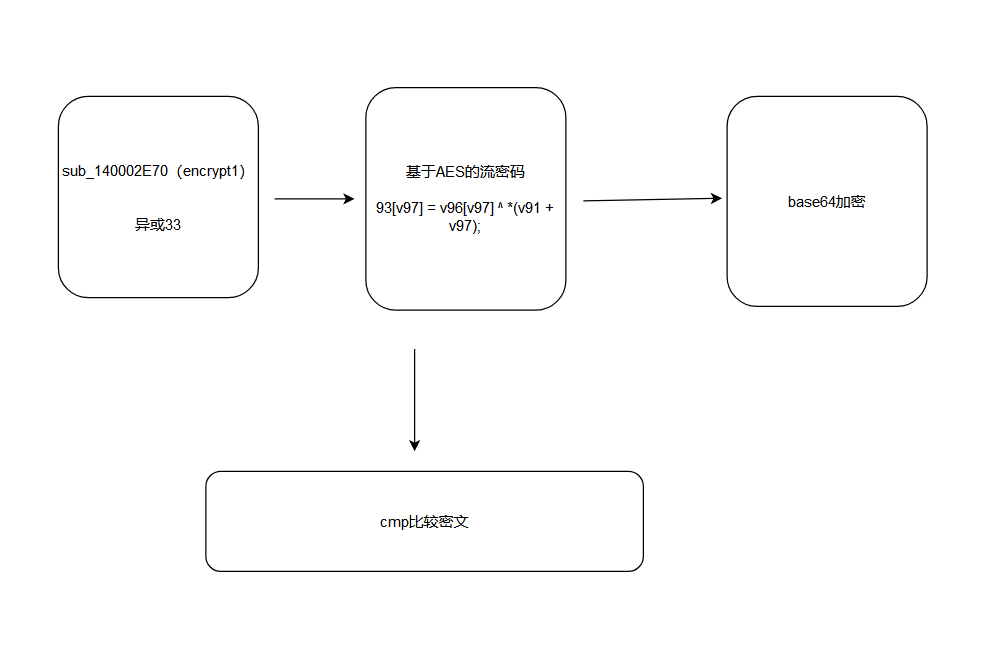 sub_140002E70（encrypt1）
异或33
基于AES的流密码
93[v97] = v96[v97] ^ *(v91 +
v97);
base64加密
cmp比较密文